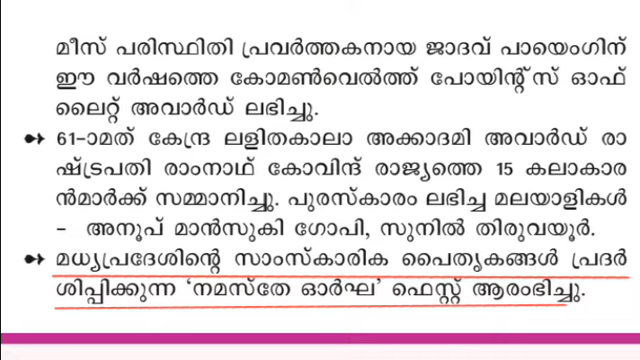 മീസ് പരിസ്ഥിതി പ്രവർത്തകനായ ജാദവ് പായെംഗിന്
ഈ വർഷത്തെ കോമൺവെൽത്ത് പോയിന്റ്സ് ഓഫ്
ലൈറ്റ് അവാർഡ് ലഭിച്ചു.
➻ 61-ാമത് കേന്ദ്ര ലളിതകലാ അക്കാദമി അവാർഡ് രാ
ഷ്ട്രപതി രാംനാഥ് കോവിന്ദ് രാജ്യത്തെ 15 കലാകാര
ൻമാർക്ക് സമ്മാനിച്ചു. പുരസ്കാരം ലഭിച്ച മലയാളികൾ
- അനൂപ് മാൻസുകി ഗോപി, സുനിൽ തിരുവയൂർ.
➻ മധ്യപ്രദേശിന്റെ സാംസ്കാരിക പൈതൃകങ്ങൾ പ്രദർ
ശിപ്പിക്കുന്ന 'നമസ്തേ ഓർഘ' ഫെസ്റ്റ് ആരംഭിച്ചു.